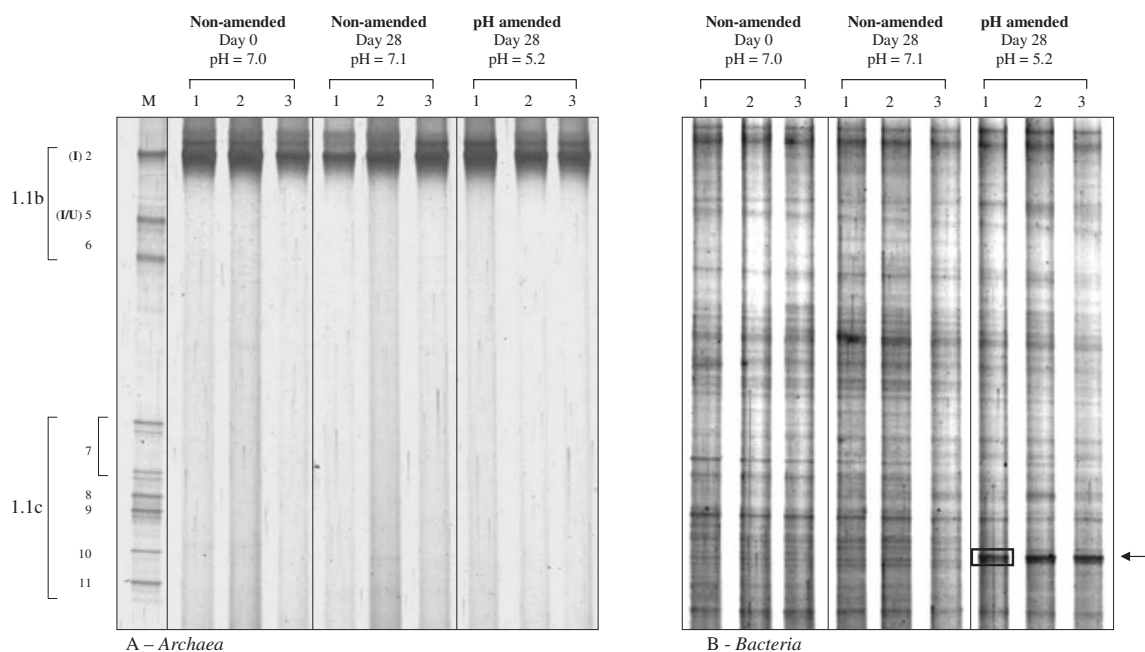 Non-amended
Day 0
pH = 7.0
Non-amended
Day 28
pH = 7.1
pH amended
Day 28
pH = 5.2
M 1 2 3 1 2 3 1 2 3
1.1b
(I) 2
(I/U) 5
6
1.1c
7
8
9
10
11
A – Archaea
Non-amended
Day 0
pH = 7.0
Non-amended
Day 28
pH = 7.1
pH amended
Day 28
pH = 5.2
1 2 3 1 2 3 1 2 3
B - Bacteria